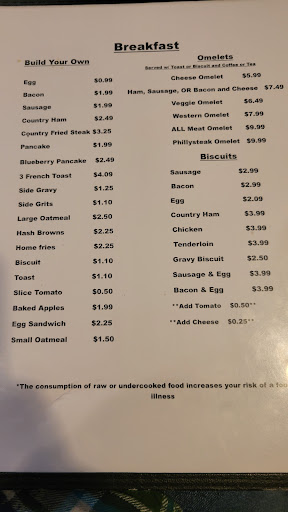 Breakfast
Build Your Own
Egg $0.99
Bacon $1.99
Sausage $1.99
Country Ham $2.49
Country Fried Steak $3.25
Pancake $1.99
Blueberry Pancake $2.49
3 French Toast $4.09
Side Gravy $1.25
Side Grits $1.10
Large Oatmeal $2.50
Hash Browns $2.25
Home fries $2.25
Biscuit $1.10
Toast $1.10
Slice Tomato $0.50
Baked Apples $1.99
Egg Sandwich $2.25
Small Oatmeal $1.50
Omelets
Served or Toast or Biscuit and Coffee or Tea
Cheese Omelet $5.99
Ham, Sausage, OR Bacon and Cheese $7.49
Veggie Omelet $6.49
Western Omelet $7.99
ALL Meat Omelet $9.99
Phillysteak Omelet $9.99
Biscuits
Sausage $2.99
Bacon $2.99
Egg $2.09
Country Ham $3.99
Chicken $3.99
Tenderloin $3.99
Gravy Biscuit $2.50
Sausage & Egg $3.99
Bacon & Egg $3.99
**Add Tomato $0.50**
**Add Cheese $0.25**
*The consumption of raw or undercooked food increases your risk of a foo
illness